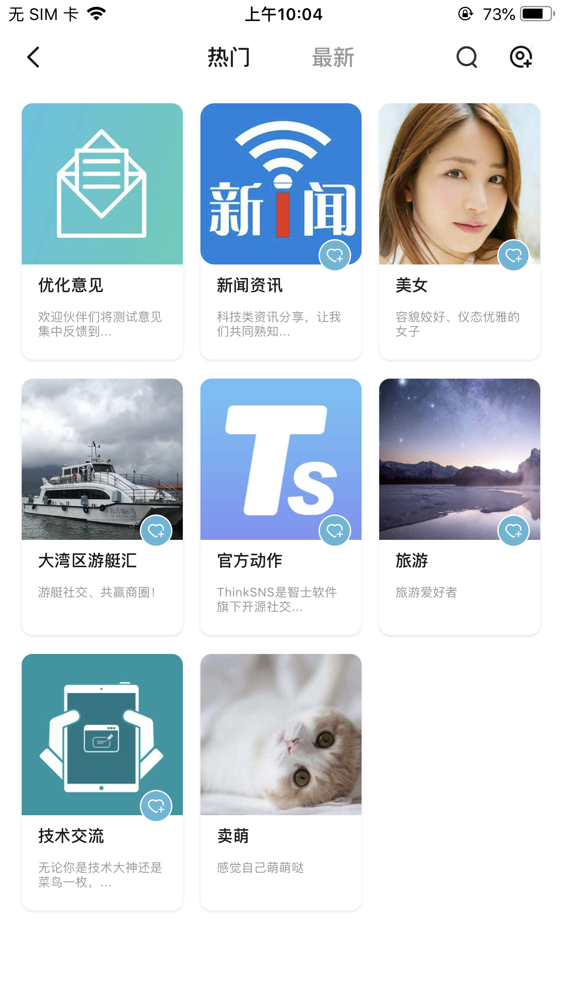 无 SIM 卡 上午10:04 73%
热门 最新
新i闻
优化意见
欢迎伙伴们将测试意见
集中反馈到...
新闻资讯
科技类资讯分享，让我
们共同熟知...
美女
容貌姣好、仪态优雅的
女子
海洋城6号
Ts
大湾区游艇汇
游艇社交、共赢商圈！
官方动作
ThinkSNS是智士软件
旗下开源社交...
旅游
旅游爱好者
技术交流
无论你是技术大神还是
菜鸟一枚，...
卖萌
感觉自己萌萌哒